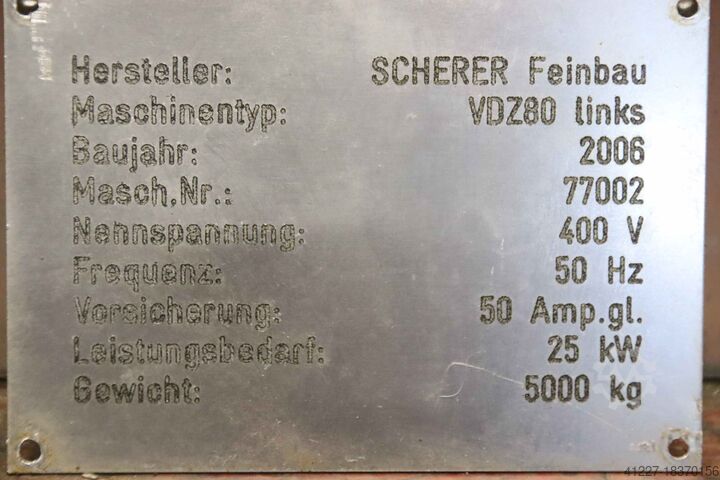 Hersteller: SCHERER Feinbau
Maschinentyp: VDZ80 links
Baujahr: 2006
Masch.Nr.: 77002
Nennspannung: 400 V
Frequenz: 50 Hz
Vorsicherung: 50 Amp.gl.
Leistungsbedarf: 25 kW
Gewicht: 5000 kg
41227 18370156